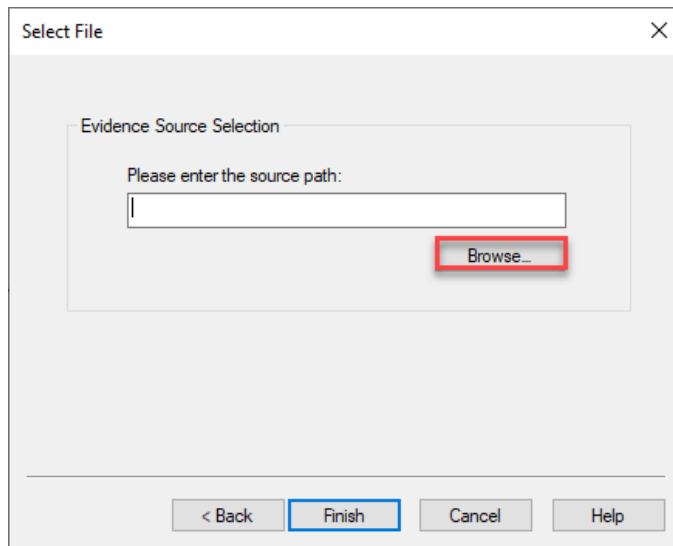 Select File
Evidence Source Selection
Please enter the source path:
Browse...
< Back Finish Cancel Help